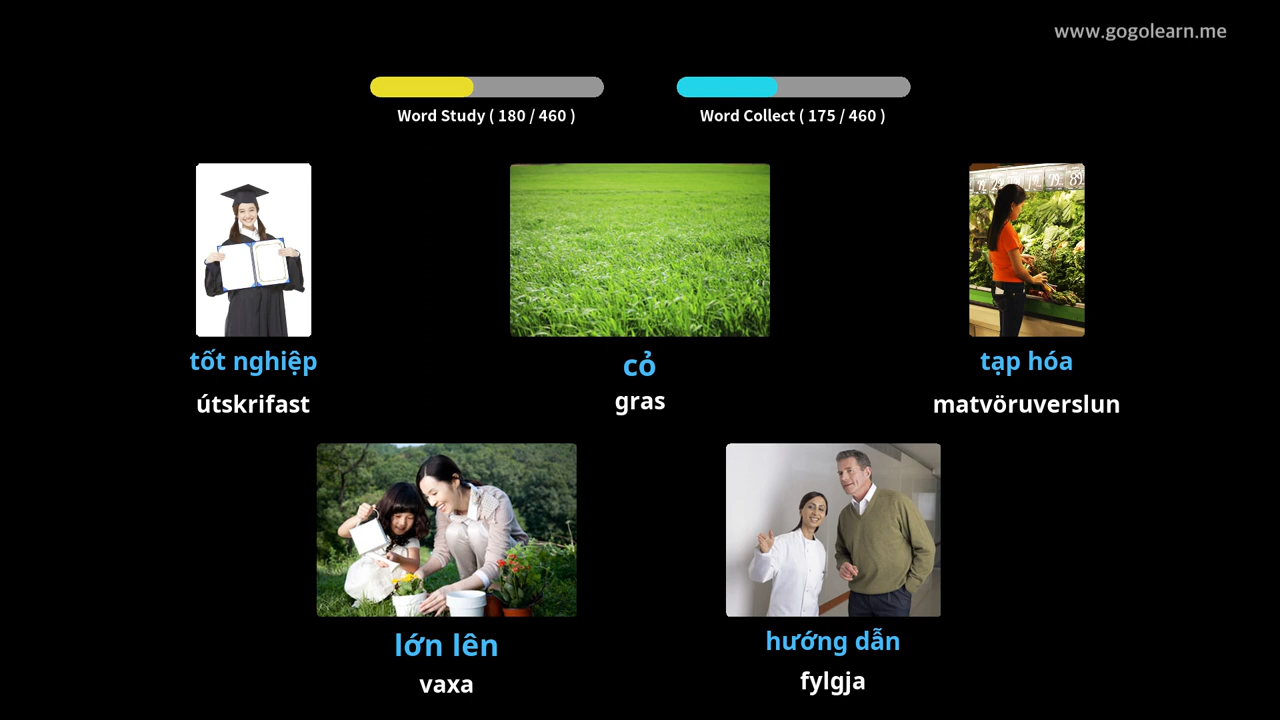 www.gogolearn.me
Word Study ( 180 / 460 )
Word Collect ( 175 / 460 )
tốt nghiệp
útskrifast
cỏ
gras
tạp hóa
matvöruverslun
lớn lên
vaxa
hướng dẫn
fylgja